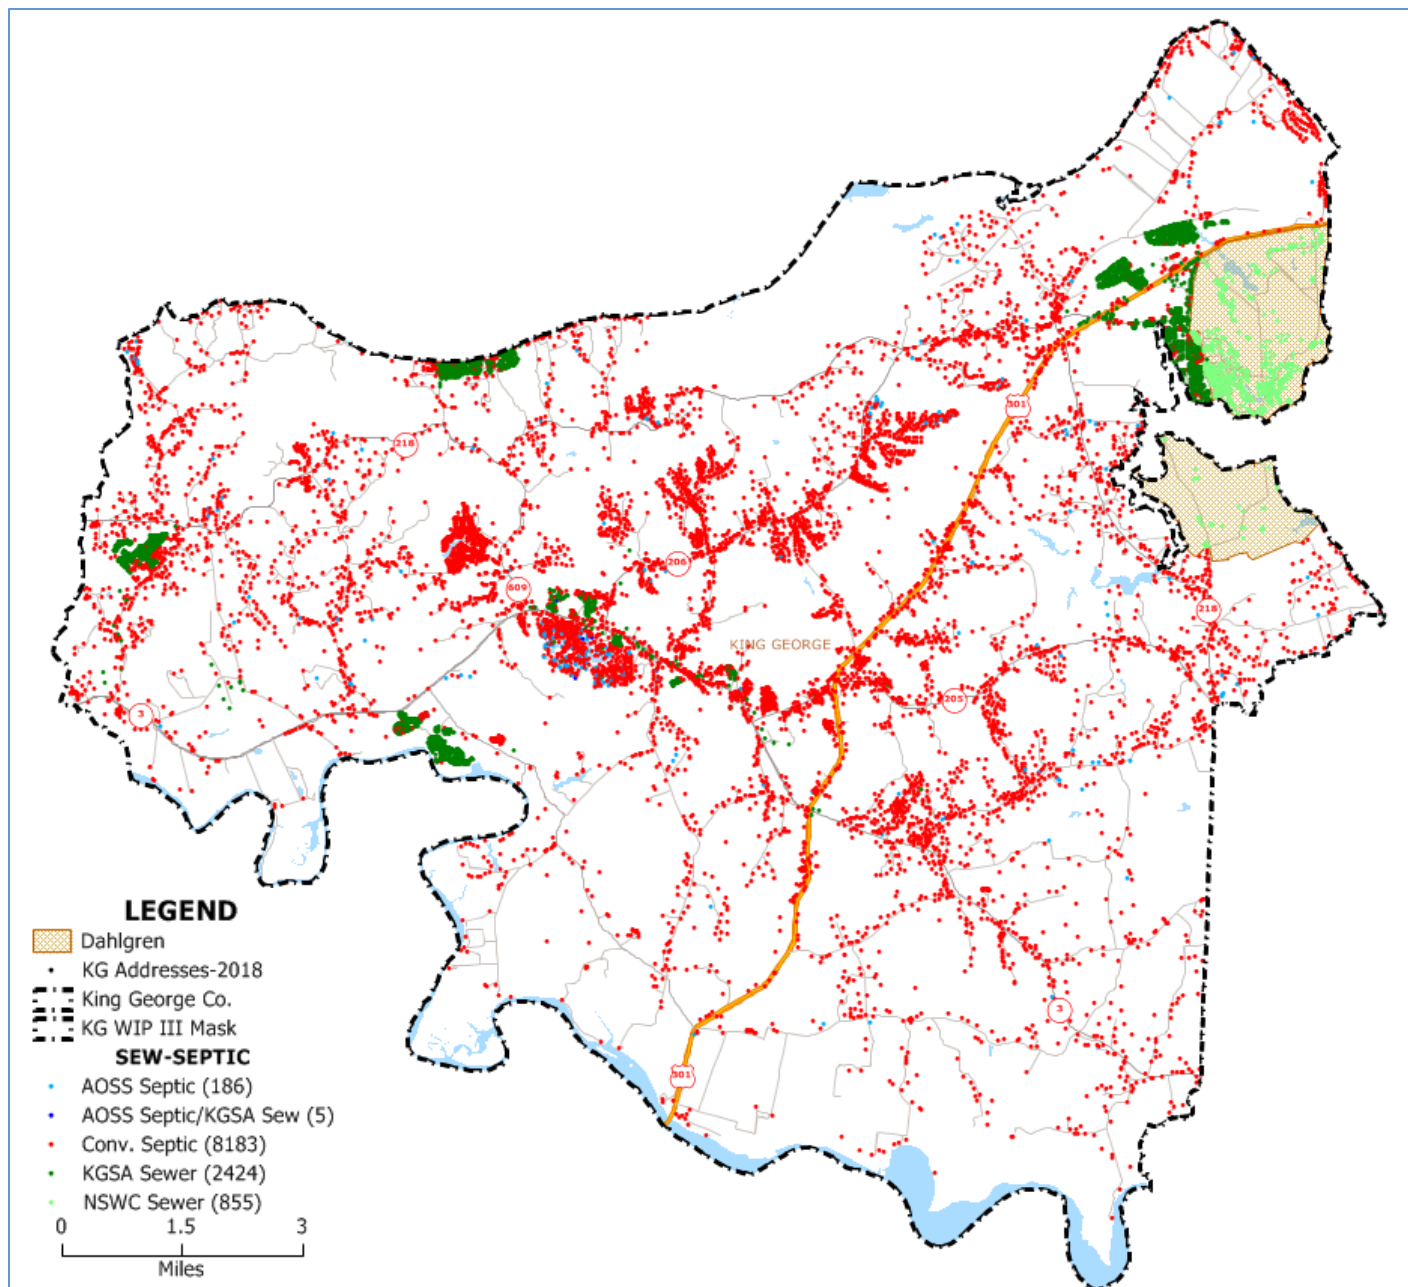 301
218
609
206
KING GEORGE
218
205
3
3
301
LEGEND
Dahlgren
KG Addresses-2018
King George Co.
KG WIP III Mask
SEW-SEPTIC
AOSS Septic (186)
AOSS Septic/KGSA Sew (5)
Conv. Septic (8183)
KGSA Sewer (2424)
NSWC Sewer (855)
0 1.5 3
Miles